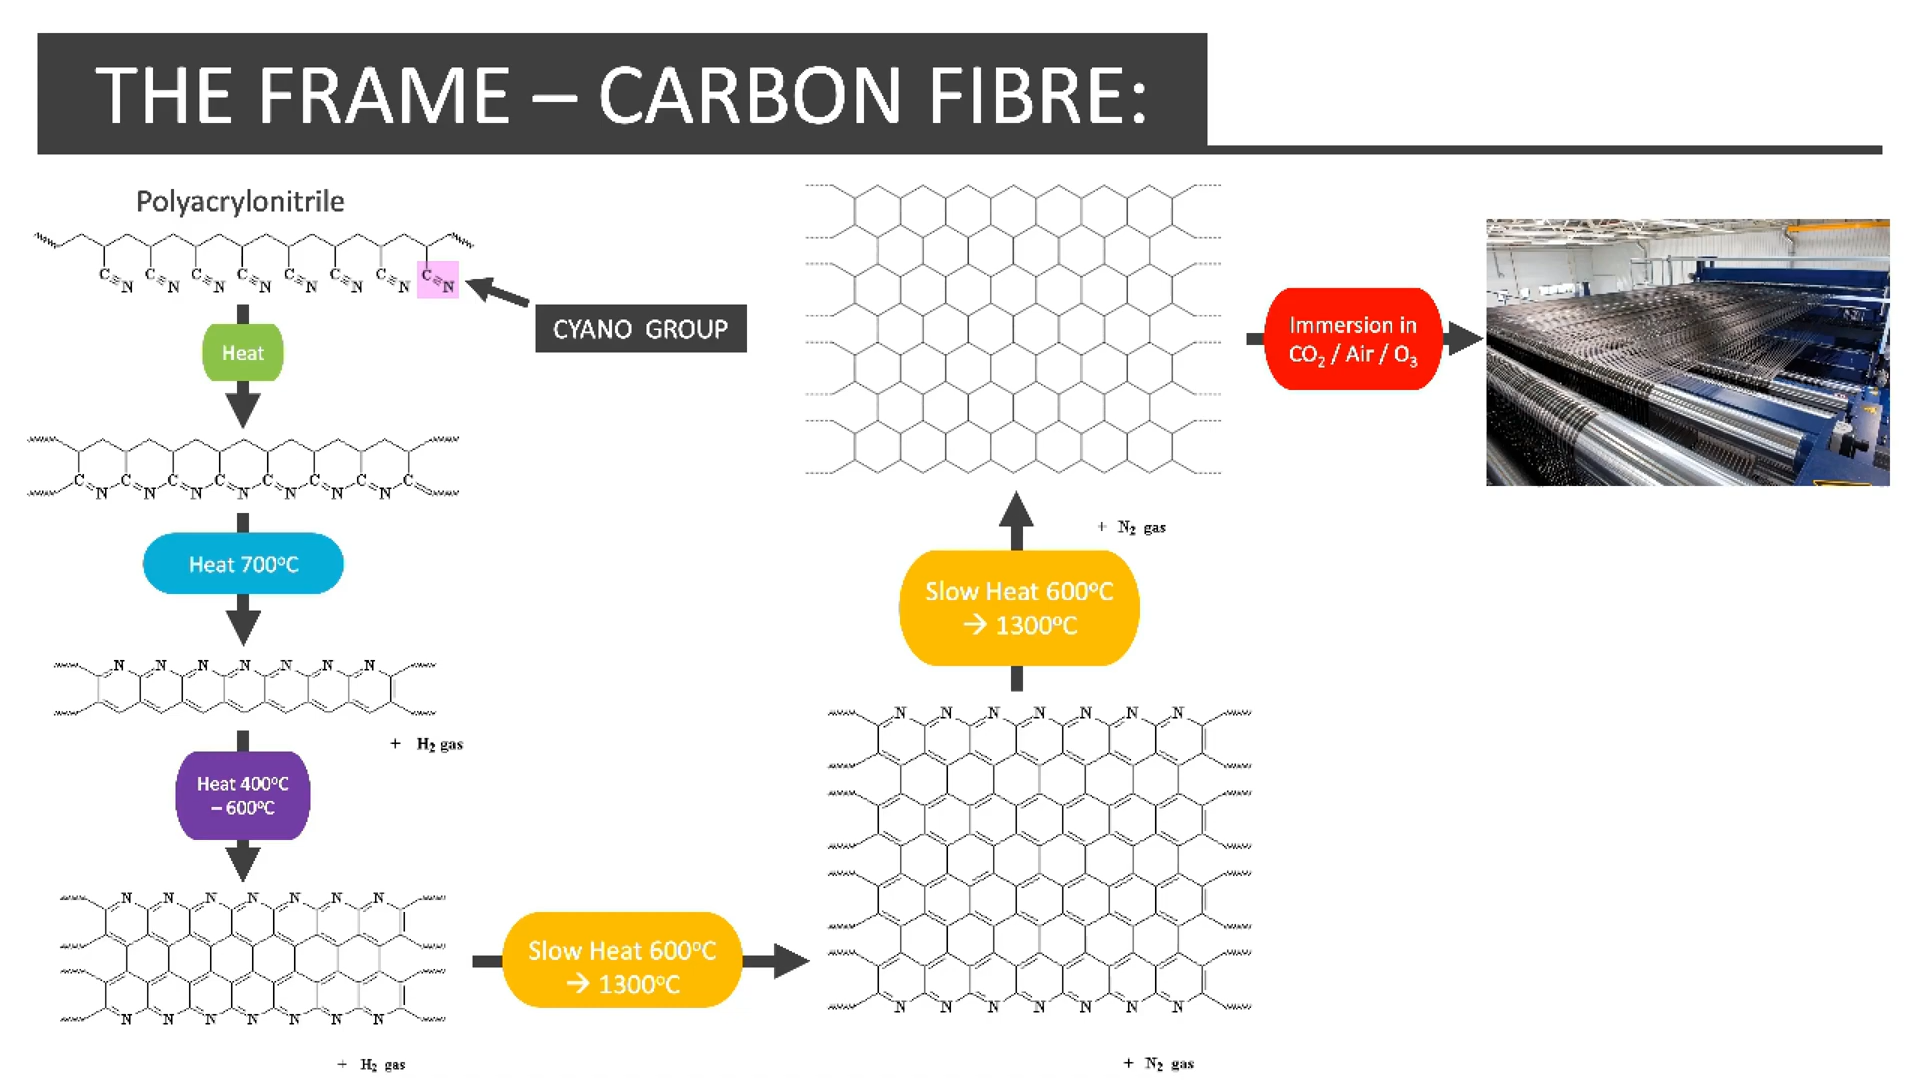 THE FRAME – CARBON FIBRE:
Polyacrylonitrile
C≡N C≡N C≡N C≡N C≡N C≡N C≡N C≡N
CYANO GROUP
Heat
C N C N C N C N C N C N C N C
Heat 700°C
N N N N N N N
+ H₂ gas
Heat 400°C
– 600°C
N N N N N N N
N N N N N N N
+ H₂ gas
Slow Heat 600°C
→ 1300°C
N N N N N N N
N N N N N N N
+ N₂ gas
Slow Heat 600°C
→ 1300°C
+ N₂ gas
Immersion in
CO₂ / Air / O₃